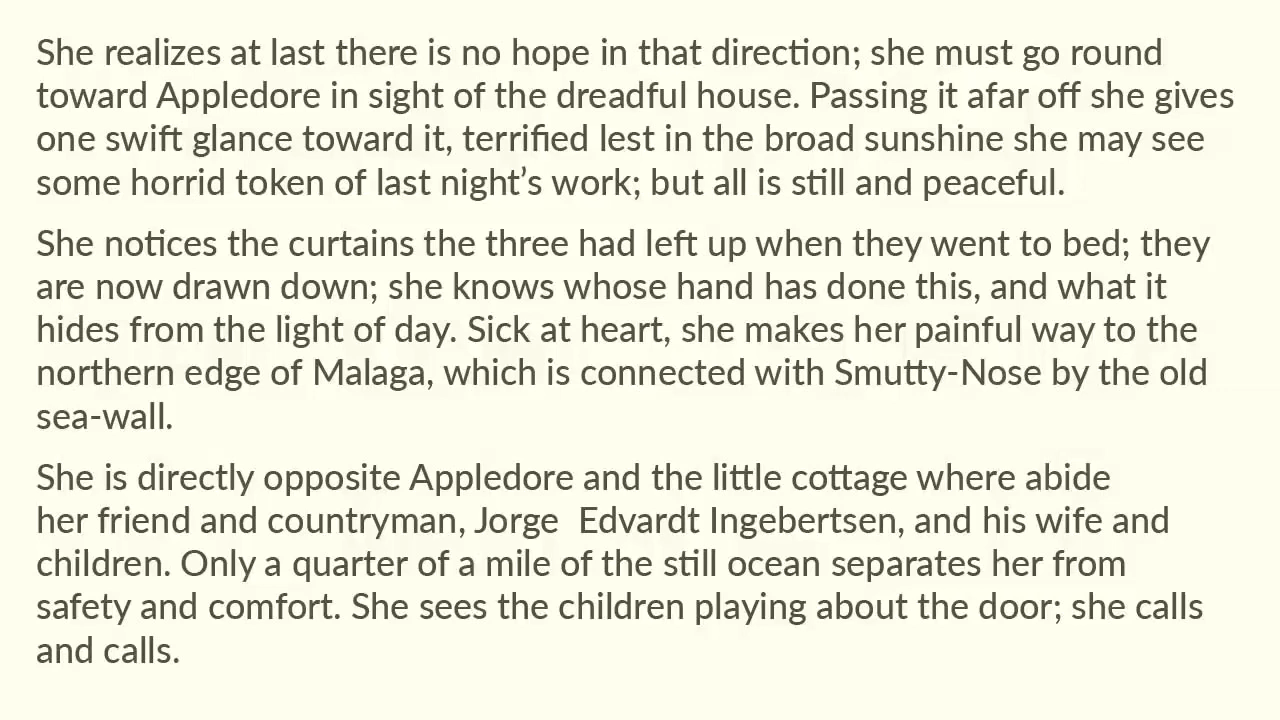 She realizes at last there is no hope in that direction; she must go round
toward Appledore in sight of the dreadful house. Passing it afar off she gives
one swift glance toward it, terrified lest in the broad sunshine she may see
some horrid token of last night’s work; but all is still and peaceful.
She notices the curtains the three had left up when they went to bed; they
are now drawn down; she knows whose hand has done this, and what it
hides from the light of day. Sick at heart, she makes her painful way to the
northern edge of Malaga, which is connected with Smutty-Nose by the old
sea-wall.
She is directly opposite Appledore and the little cottage where abide
her friend and countryman, Jorge  Edvardt Ingebertsen, and his wife and
children. Only a quarter of a mile of the still ocean separates her from
safety and comfort. She sees the children playing about the door; she calls
and calls.